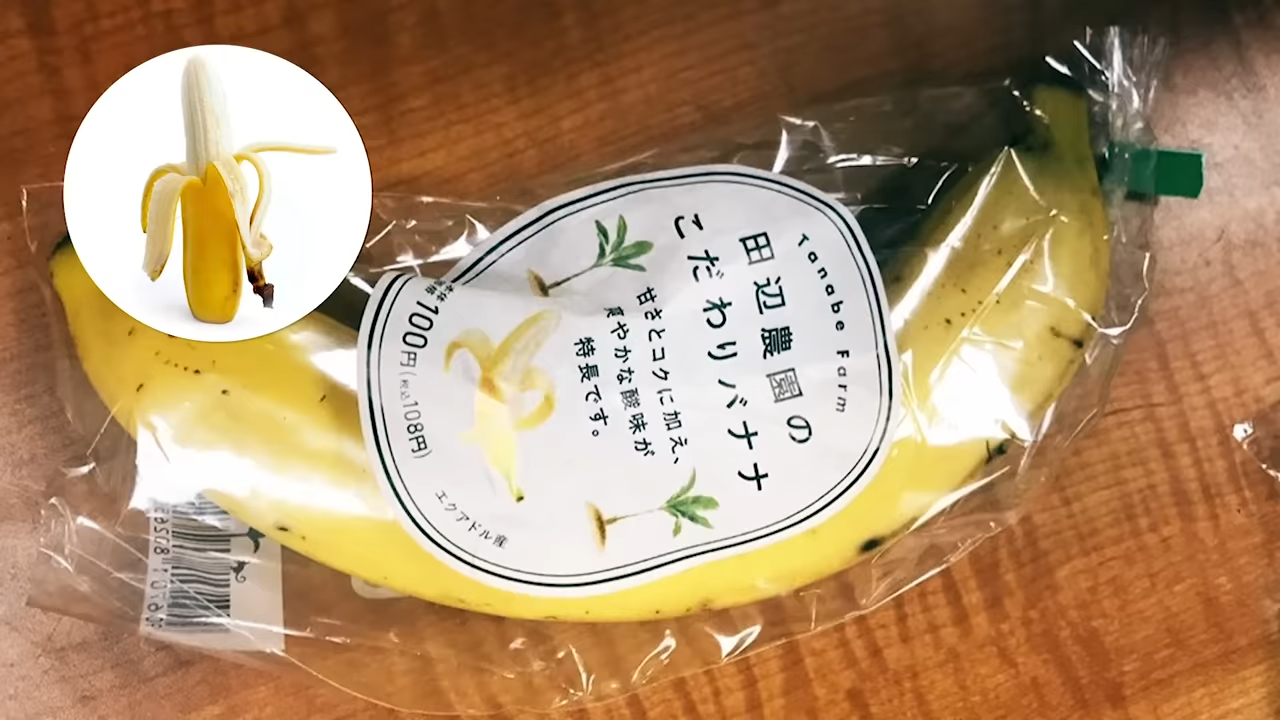 Tanabe Farm
田辺農園の
こだわりバナナ
甘さとコクに加え、
爽やかな酸味が
特長です。
本体価格100円(税込108円)
エクアドル産